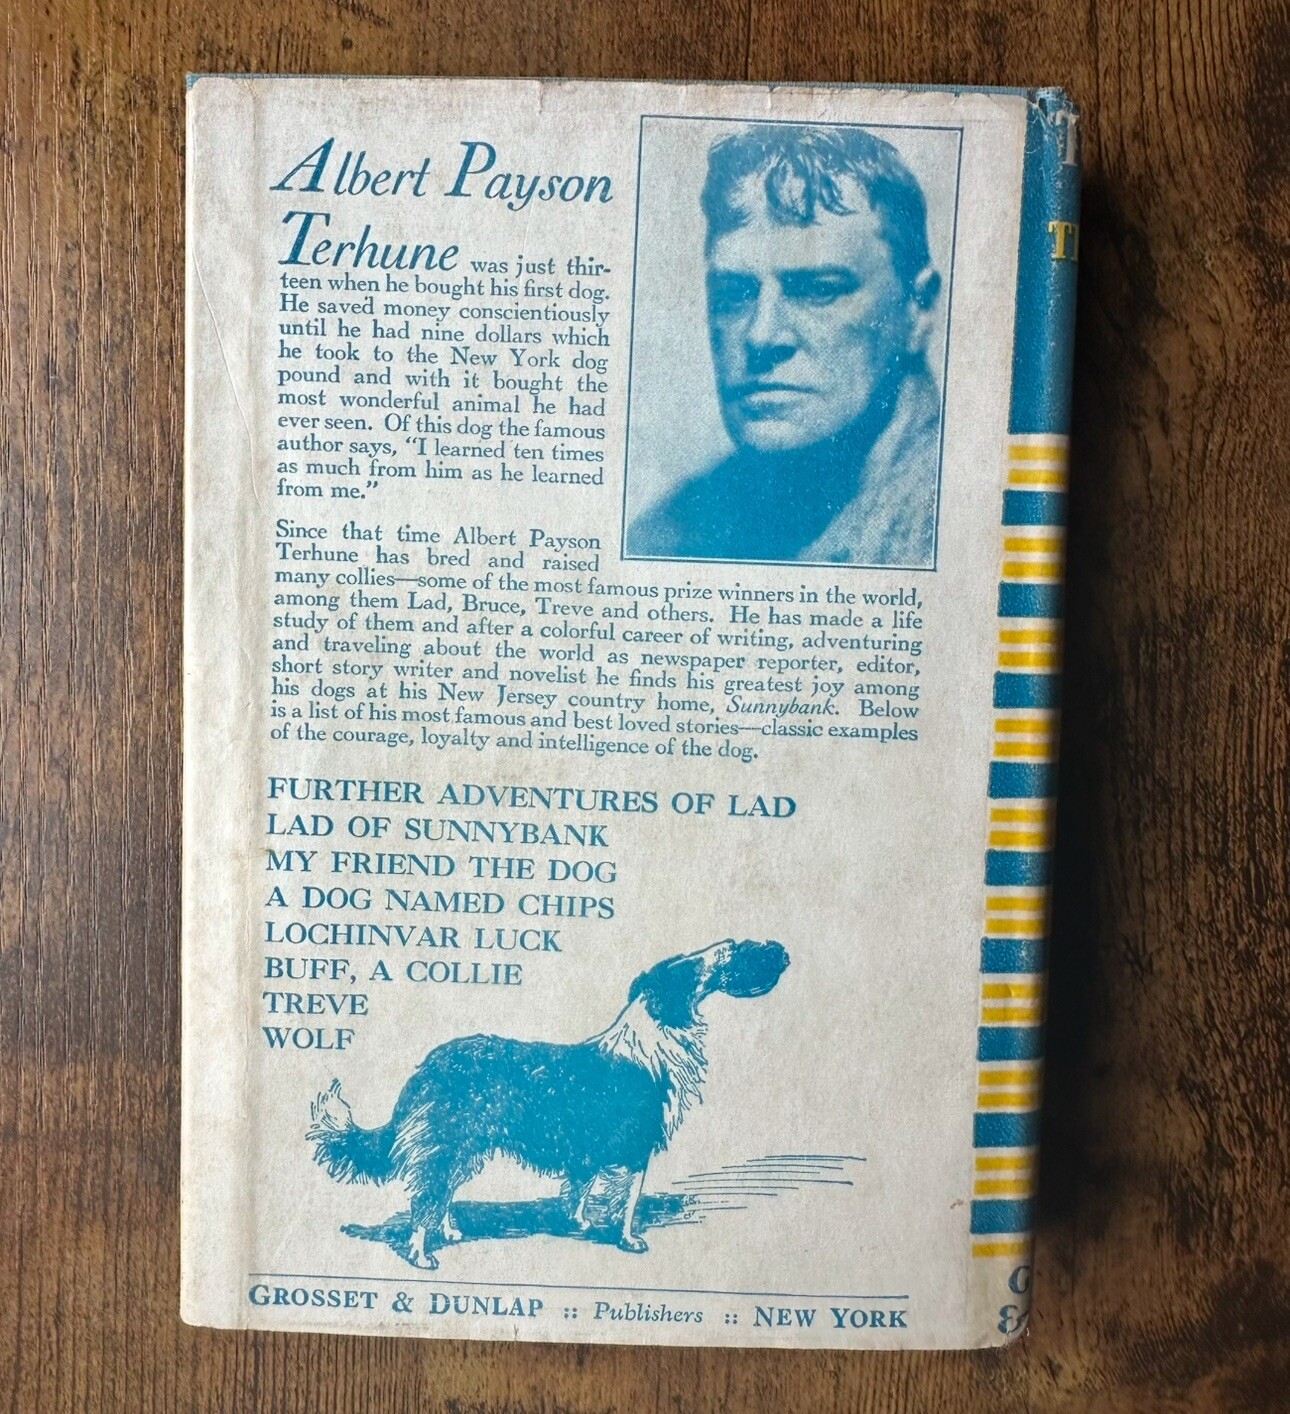 Albert Payson
Terhune was just thir-
teen when he bought his first dog.
He saved money conscientiously
until he had nine dollars which
he took to the New York dog
pound and with it bought the
most wonderful animal he had
ever seen. Of this dog the famous
author says, "I learned ten times
as much from him as he learned
from me."
Since that time Albert Payson
Terhune has bred and raised
many collies—some of the most famous prize winners in the world,
among them Lad, Bruce, Treve and others. He has made a life
study of them and after a colorful career of writing, adventuring
and traveling about the world as newspaper reporter, editor,
short story writer and novelist he finds his greatest joy among
his dogs at his New Jersey country home, Sunnybank. Below
is a list of his most famous and best loved stories—classic examples
of the courage, loyalty and intelligence of the dog.
FURTHER ADVENTURES OF LAD
LAD OF SUNNYBANK
MY FRIEND THE DOG
A DOG NAMED CHIPS
LOCHINVAR LUCK
BUFF, A COLLIE
TREVE
WOLF
GROSSET & DUNLAP :: Publishers :: NEW YORK